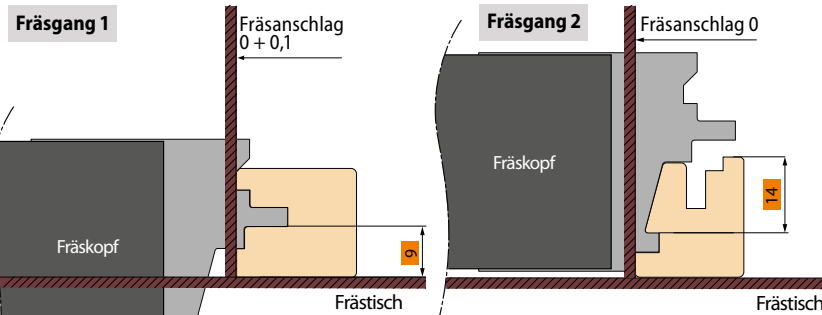 Fräsgang 1
Fräsanschlag
0 + 0,1
Fräskopf
9
Frästisch
Fräsgang 2
Fräsanschlag 0
Fräskopf
14
Frästisch